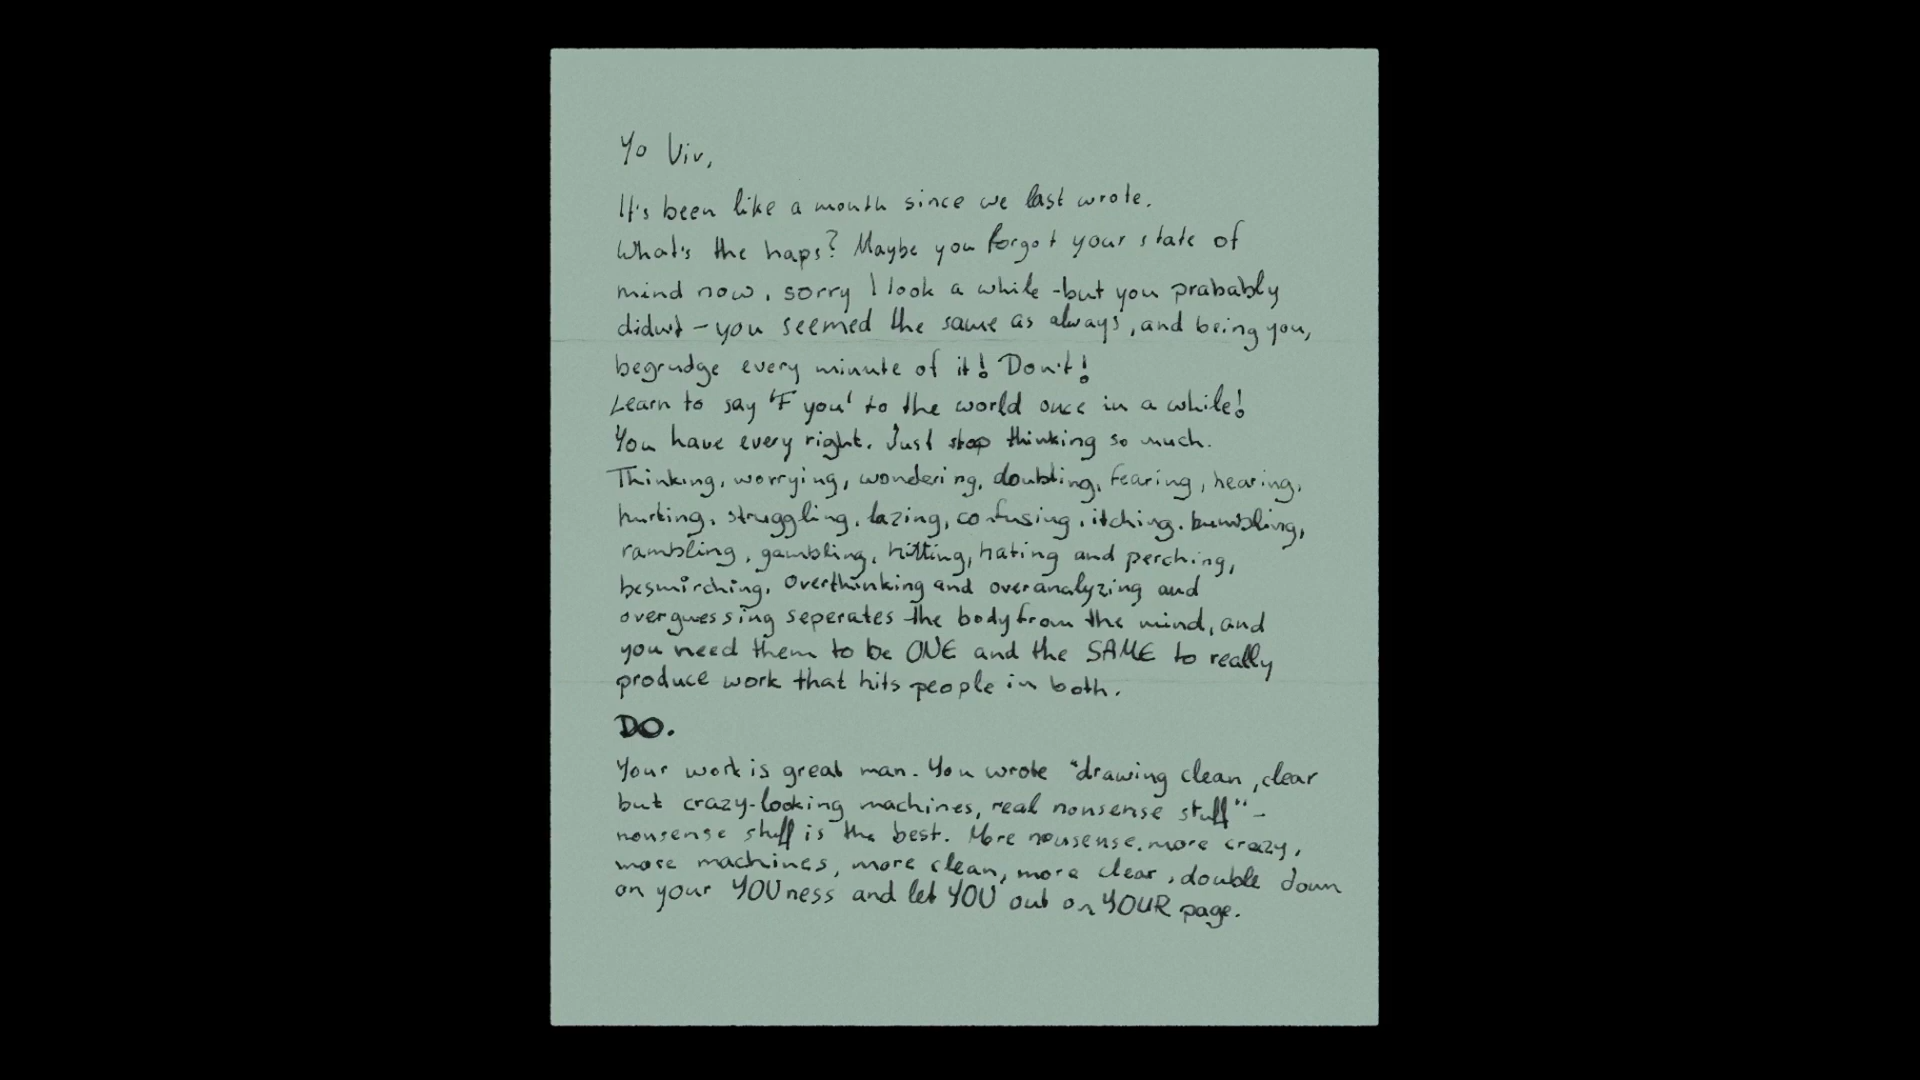 Yo Viv,
It's been like a month since we last wrote.
What's the haps? Maybe you forgot your state of
mind now, sorry I took a while -but you prabably
didn't - you seemed the same as always, and being you,
begrudge every minute of it! Don't!
Learn to say 'F you' to the world once in a while!
You have every right. Just stop thinking so much.
Thinking, worrying, wondering, doubting, fearing, hearing,
hurting, struggling, lazing, confusing, itching, bumbling,
rambling, gambling, hitting, hating and perching,
besmirching. Overthinking and overanalyzing and
overguessing seperates the body from the mind, and
you need them to be ONE and the SAME to really
produce work that hits people in both.
DO.
Your work is great man. You wrote "drawing clean, clear
but crazy-looking machines, real nonsense stuff" -
nonsense stuff is the best. More nonsense, more crazy,
more machines, more clean, more clear, double down
on your YOUness and let YOU out on YOUR page.